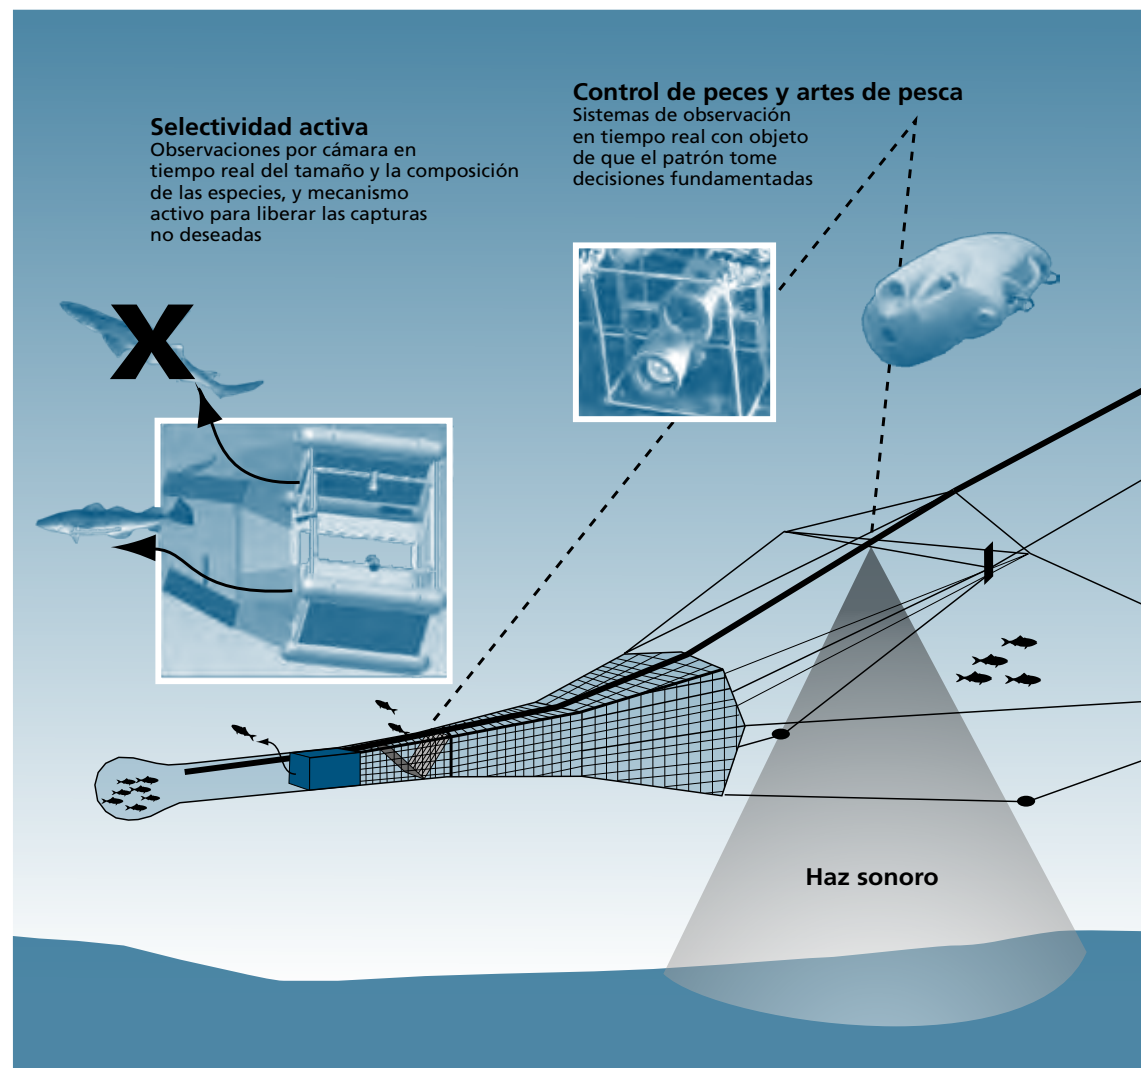 Selectividad activa
Observaciones por cámara en
tiempo real del tamaño y la composición
de las especies, y mecanismo
activo para liberar las capturas
no deseadas
Control de peces y artes de pesca
Sistemas de observación
en tiempo real con objeto
de que el patrón tome
decisiones fundamentadas
X
Haz sonoro